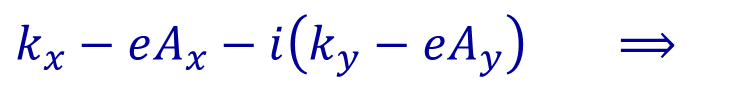 kₓ − eAₓ − i(k_y − eA_y) ⟹